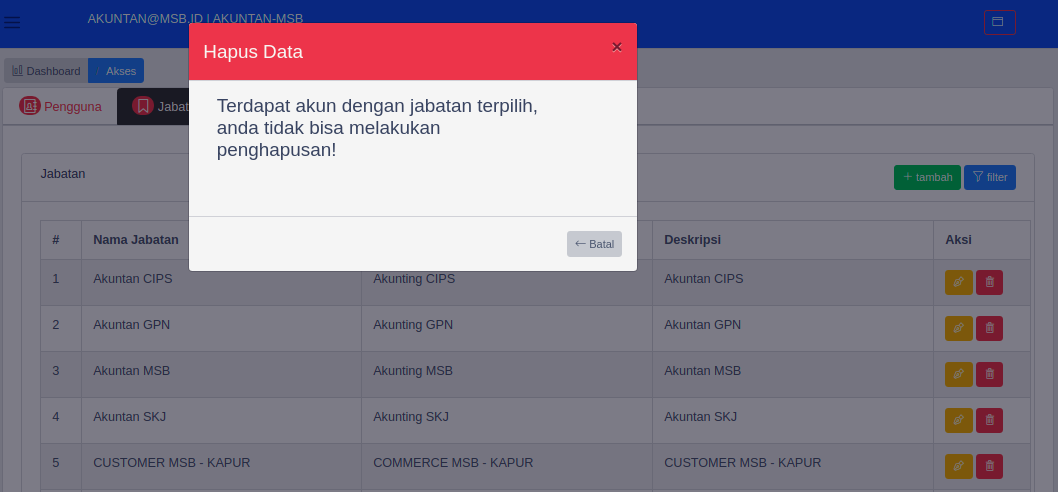 AKUNTAN@MSB.ID | AKUNTAN-MSB
Hapus Data
×
Dashboard / Akses
Terdapat akun dengan jabatan terpilih,
anda tidak bisa melakukan
penghapusan!
Pengguna
Jabat
Jabatan
+ tambah
filter
← Batal
# Nama Jabatan Deskripsi Aksi
1 Akuntan CIPS Akunting CIPS Akuntan CIPS
2 Akuntan GPN Akunting GPN Akuntan GPN
3 Akuntan MSB Akunting MSB Akuntan MSB
4 Akuntan SKJ Akunting SKJ Akuntan SKJ
5 CUSTOMER MSB - KAPUR COMMERCE MSB - KAPUR CUSTOMER MSB - KAPUR